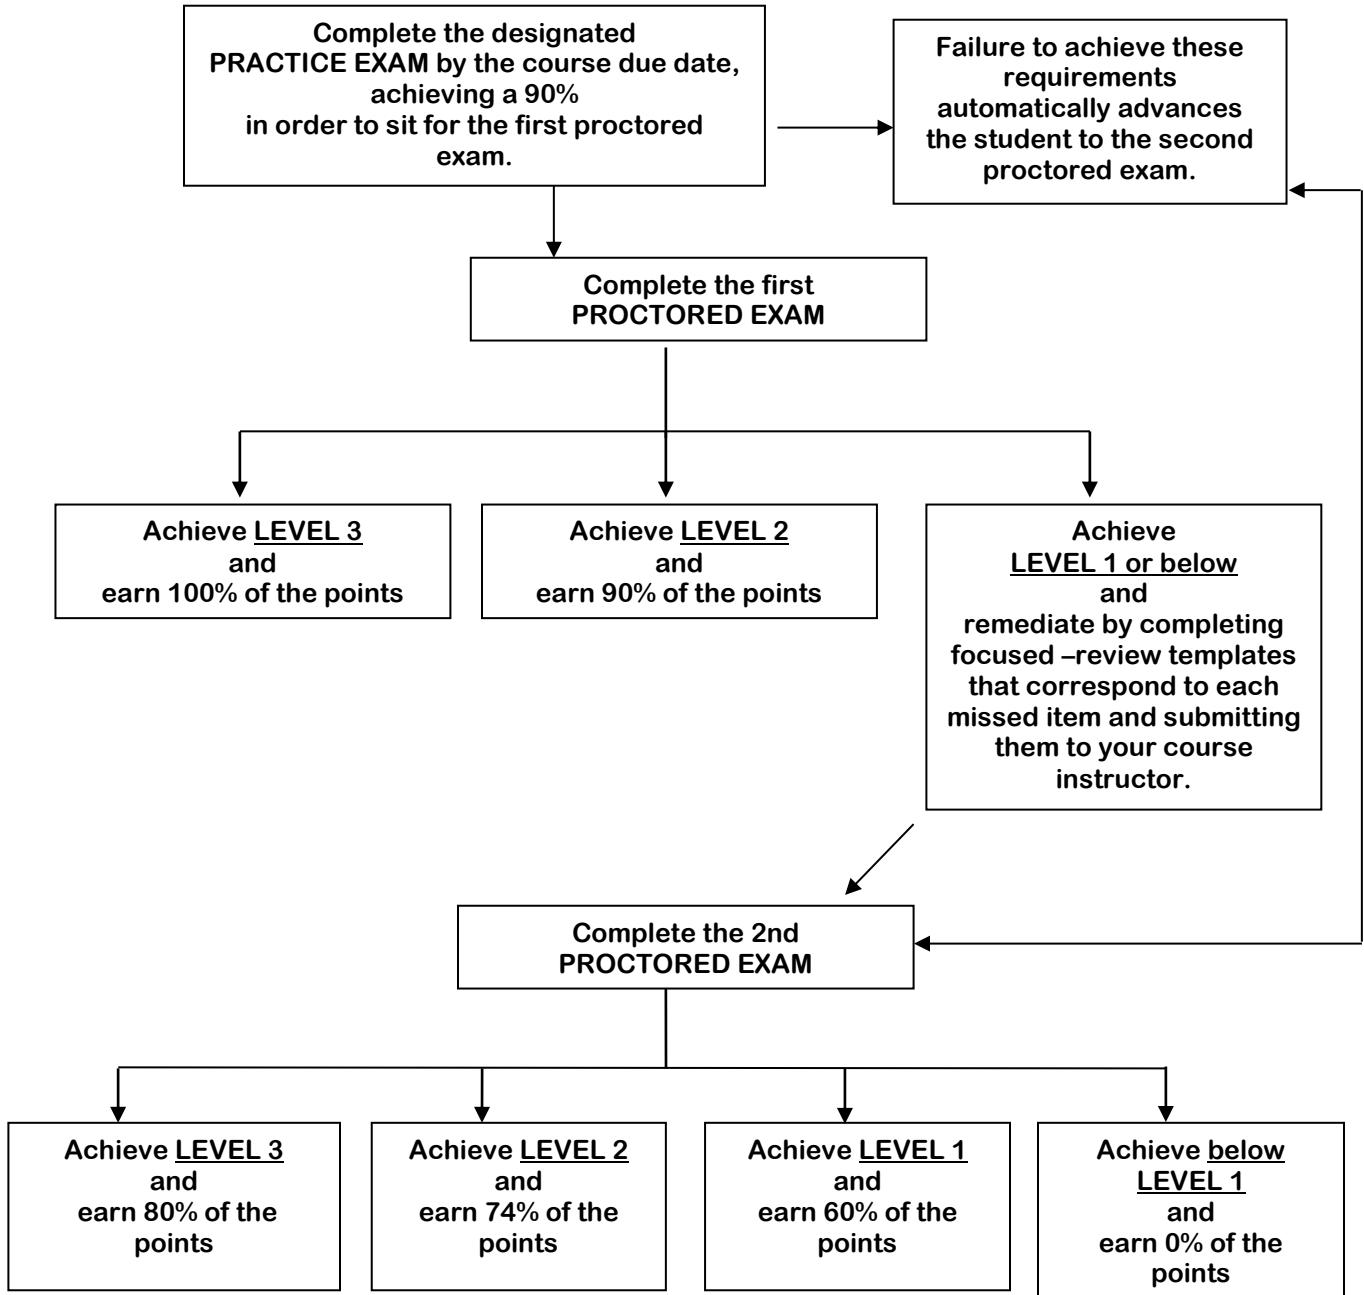 Complete the designated
PRACTICE EXAM by the course due date,
achieving a 90%
in order to sit for the first proctored
exam.
Failure to achieve these
requirements
automatically advances
the student to the second
proctored exam.
Complete the first
PROCTORED EXAM
Achieve LEVEL 3
and
earn 100% of the points
Achieve LEVEL 2
and
earn 90% of the points
Achieve
LEVEL 1 or below
and
remediate by completing
focused –review templates
that correspond to each
missed item and submitting
them to your course
instructor.
Complete the 2nd
PROCTORED EXAM
Achieve LEVEL 3
and
earn 80% of the
points
Achieve LEVEL 2
and
earn 74% of the
points
Achieve LEVEL 1
and
earn 60% of the
points
Achieve below
LEVEL 1
and
earn 0% of the
points